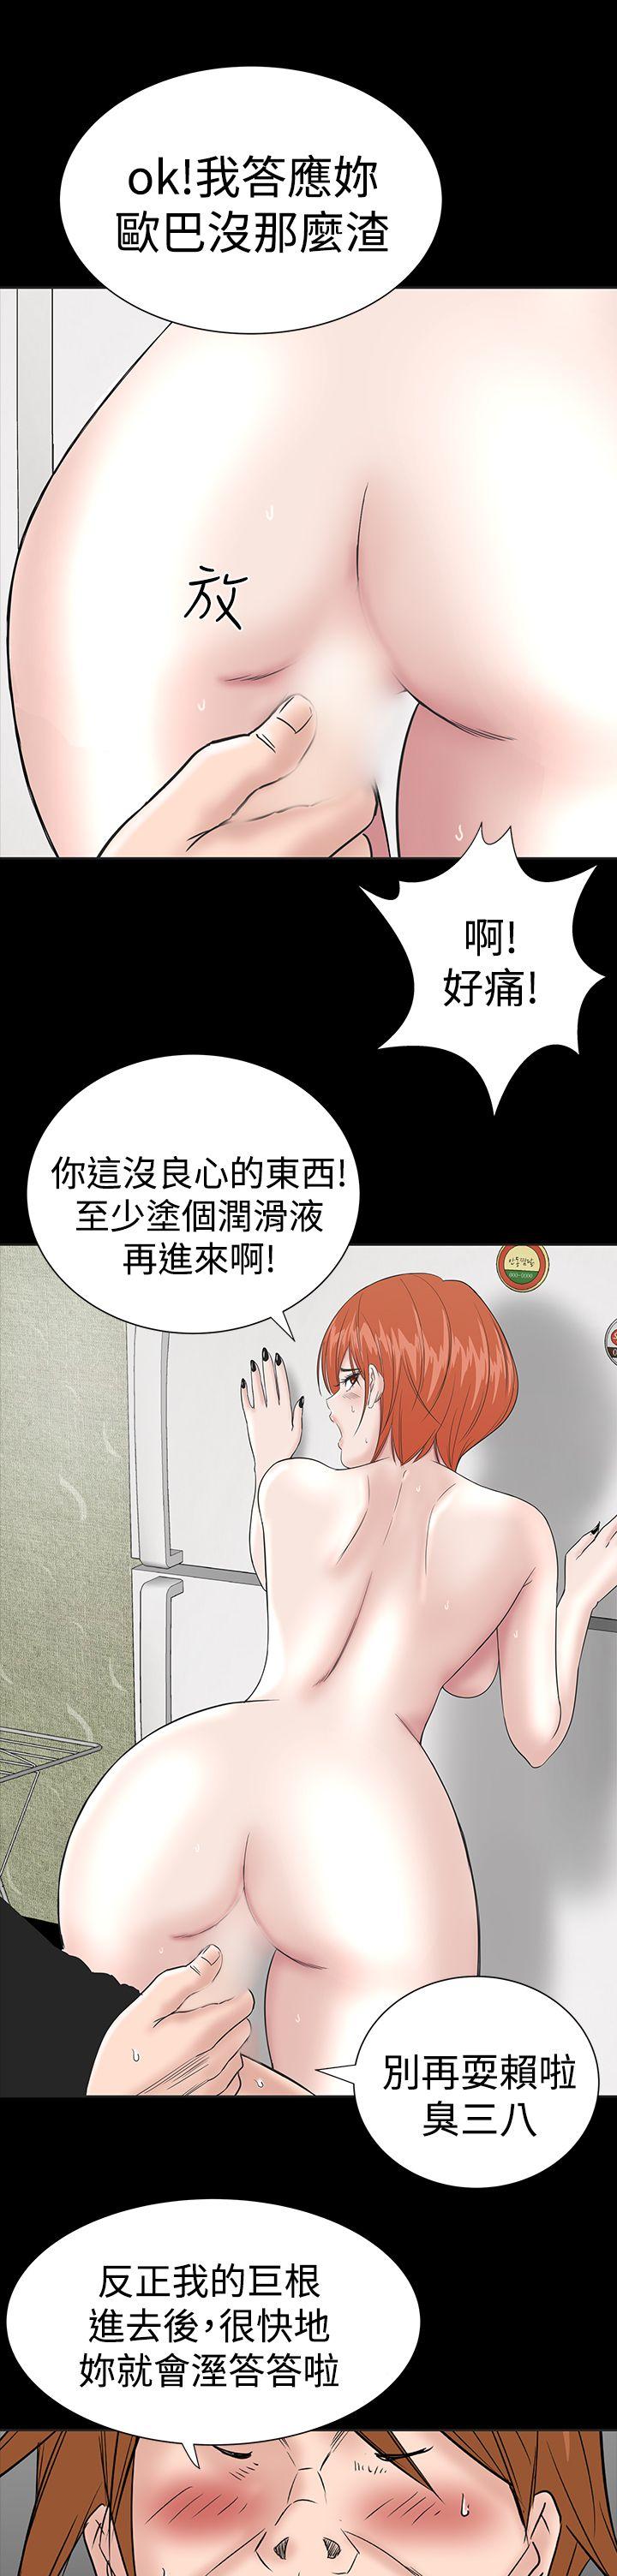 ok!我答應妳
歐巴沒那麼渣
放
啊!
好痛!
你這沒良心的東西!
至少塗個潤滑液
再進來啊!
800-0000
別再耍賴啦
臭三八
反正我的巨根
進去後，很快地
妳就會溼答答啦